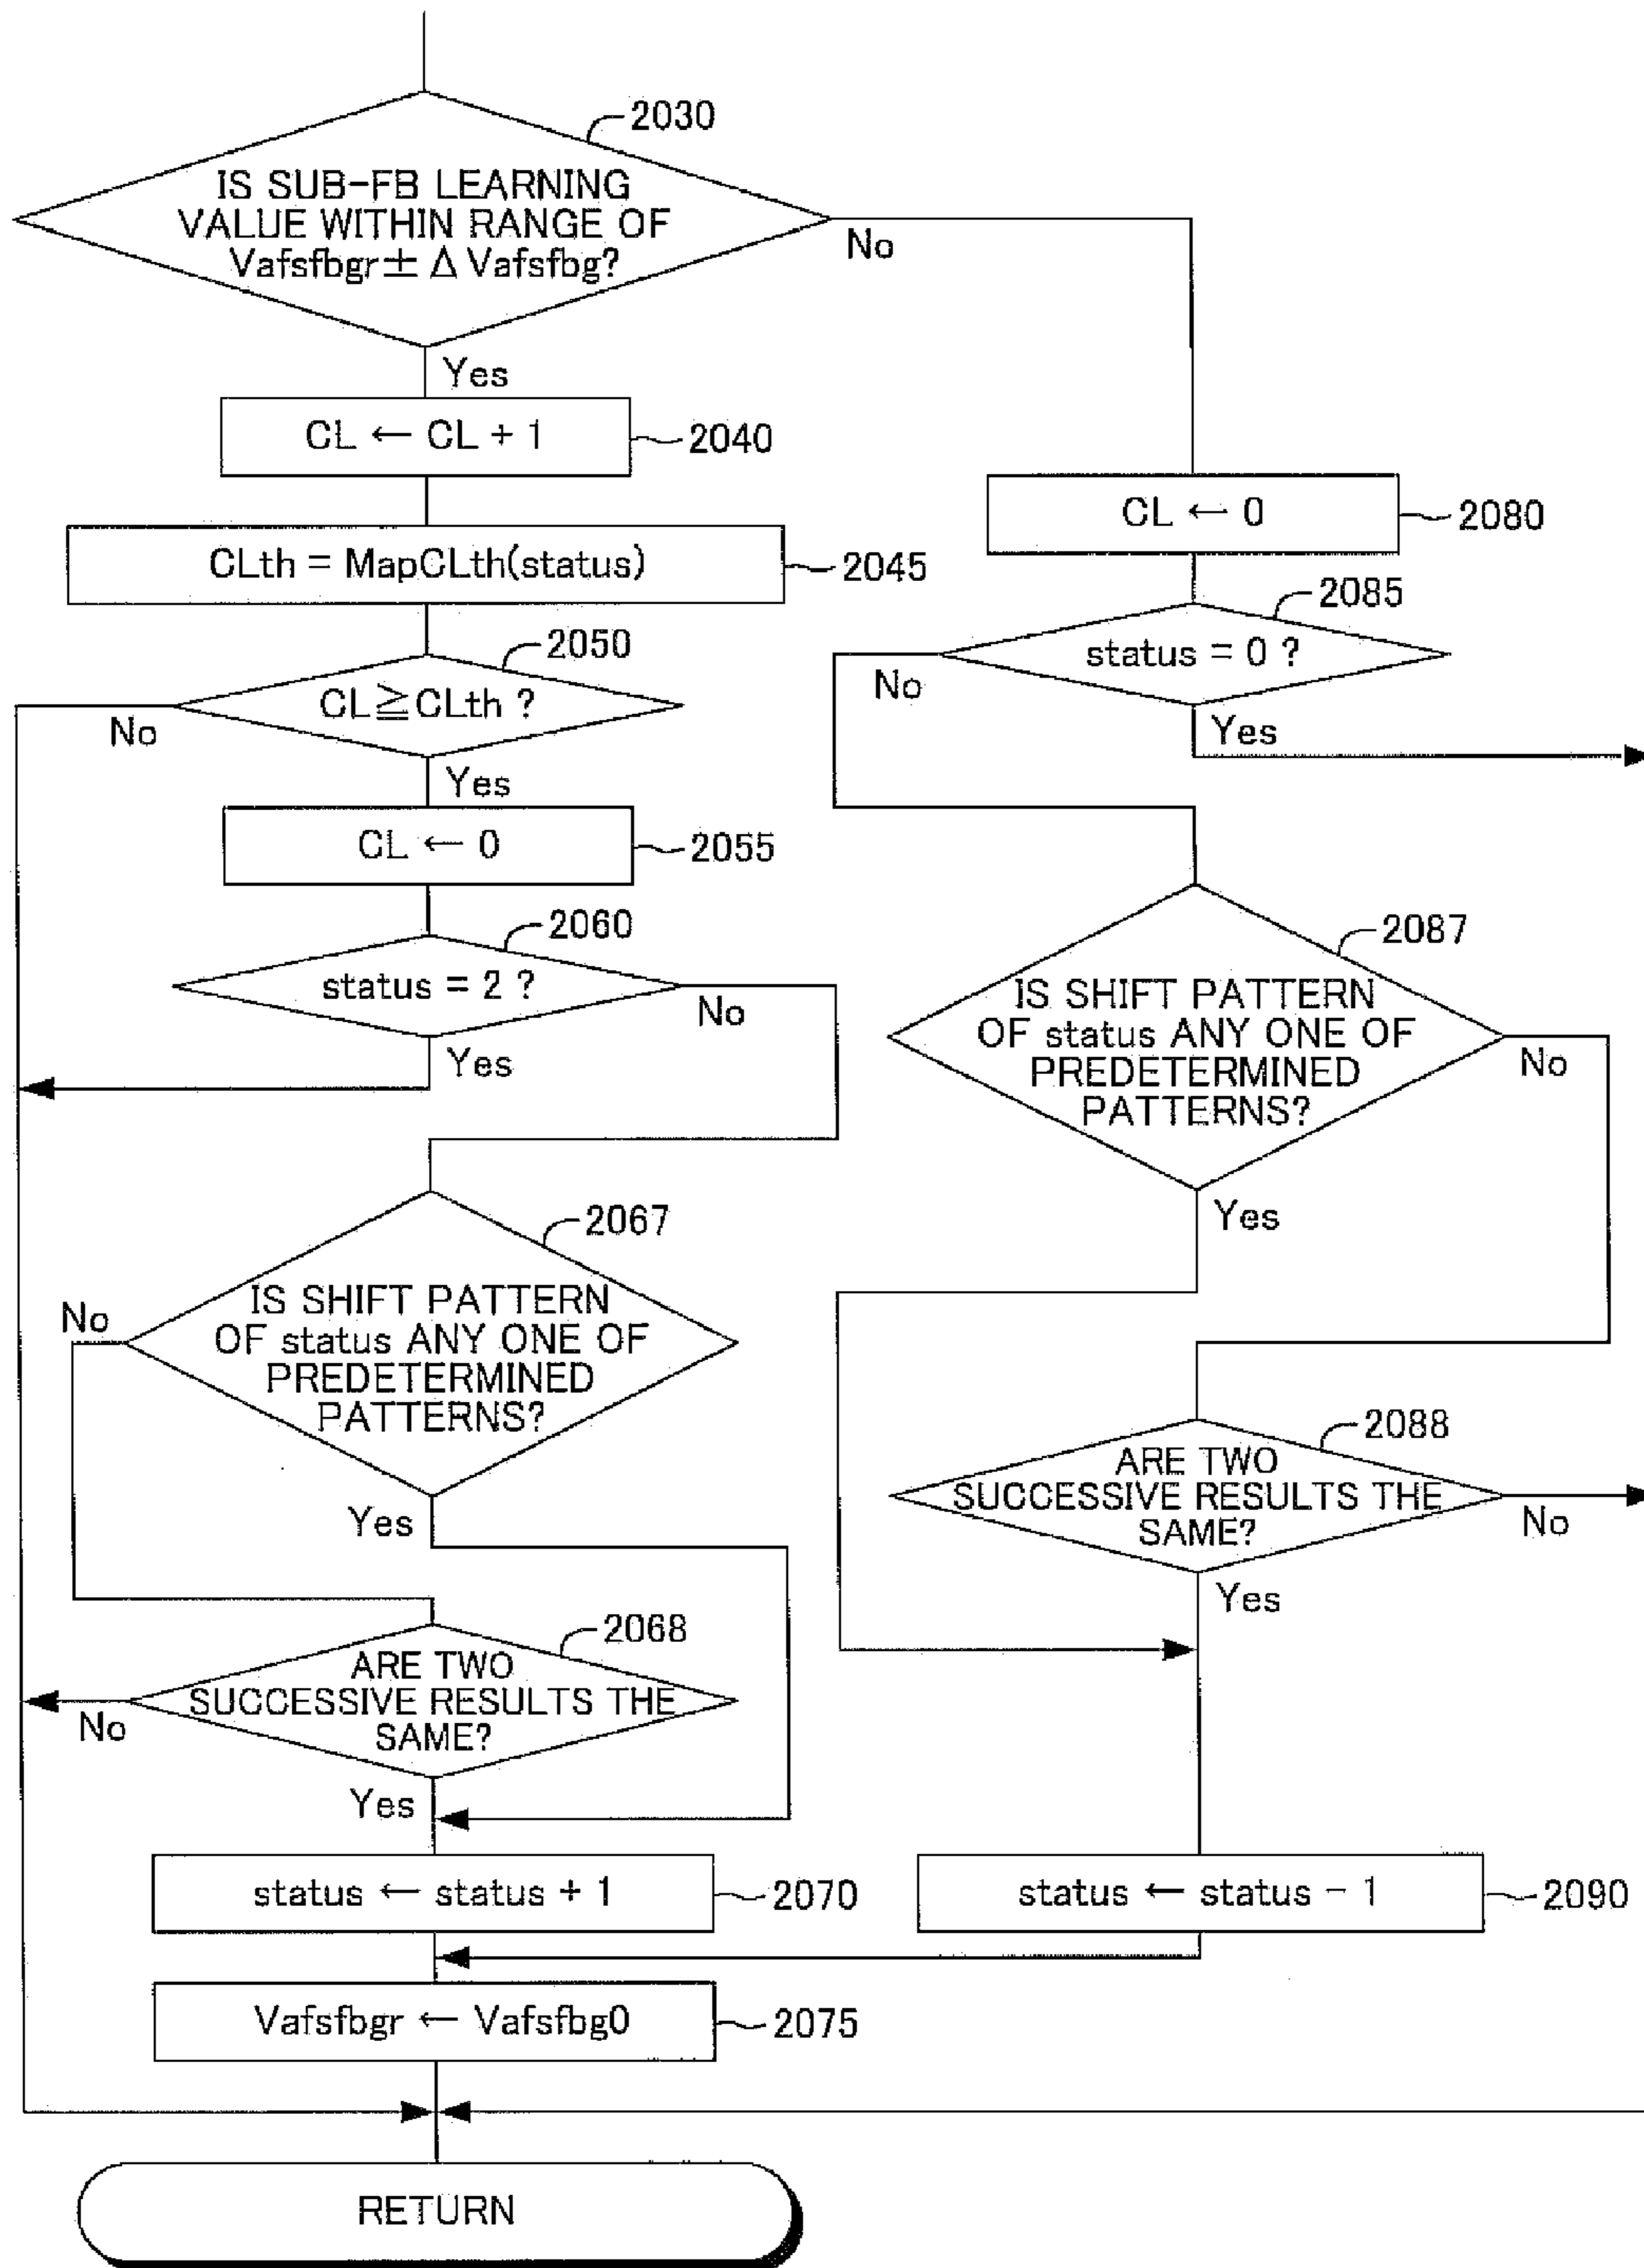 2030
IS SUB-FB LEARNING
VALUE WITHIN RANGE OF
Vafsfbgr ± Δ Vafsfbg?
No
Yes
CL ← CL + 1
2040
CL ← 0
2080
CLth = MapCLth(status)
2045
2085
status = 0 ?
No
Yes
2050
CL ≧ CLth ?
No
Yes
CL ← 0
2055
2060
status = 2 ?
No
Yes
2087
IS SHIFT PATTERN
OF status ANY ONE OF
PREDETERMINED
PATTERNS?
No
Yes
2067
IS SHIFT PATTERN
OF status ANY ONE OF
PREDETERMINED
PATTERNS?
No
Yes
2088
ARE TWO
SUCCESSIVE RESULTS THE
SAME?
No
Yes
2068
ARE TWO
SUCCESSIVE RESULTS THE
SAME?
No
Yes
status ← status + 1
2070
status ← status − 1
2090
Vafsfbgr ← Vafsfbg0
2075
RETURN